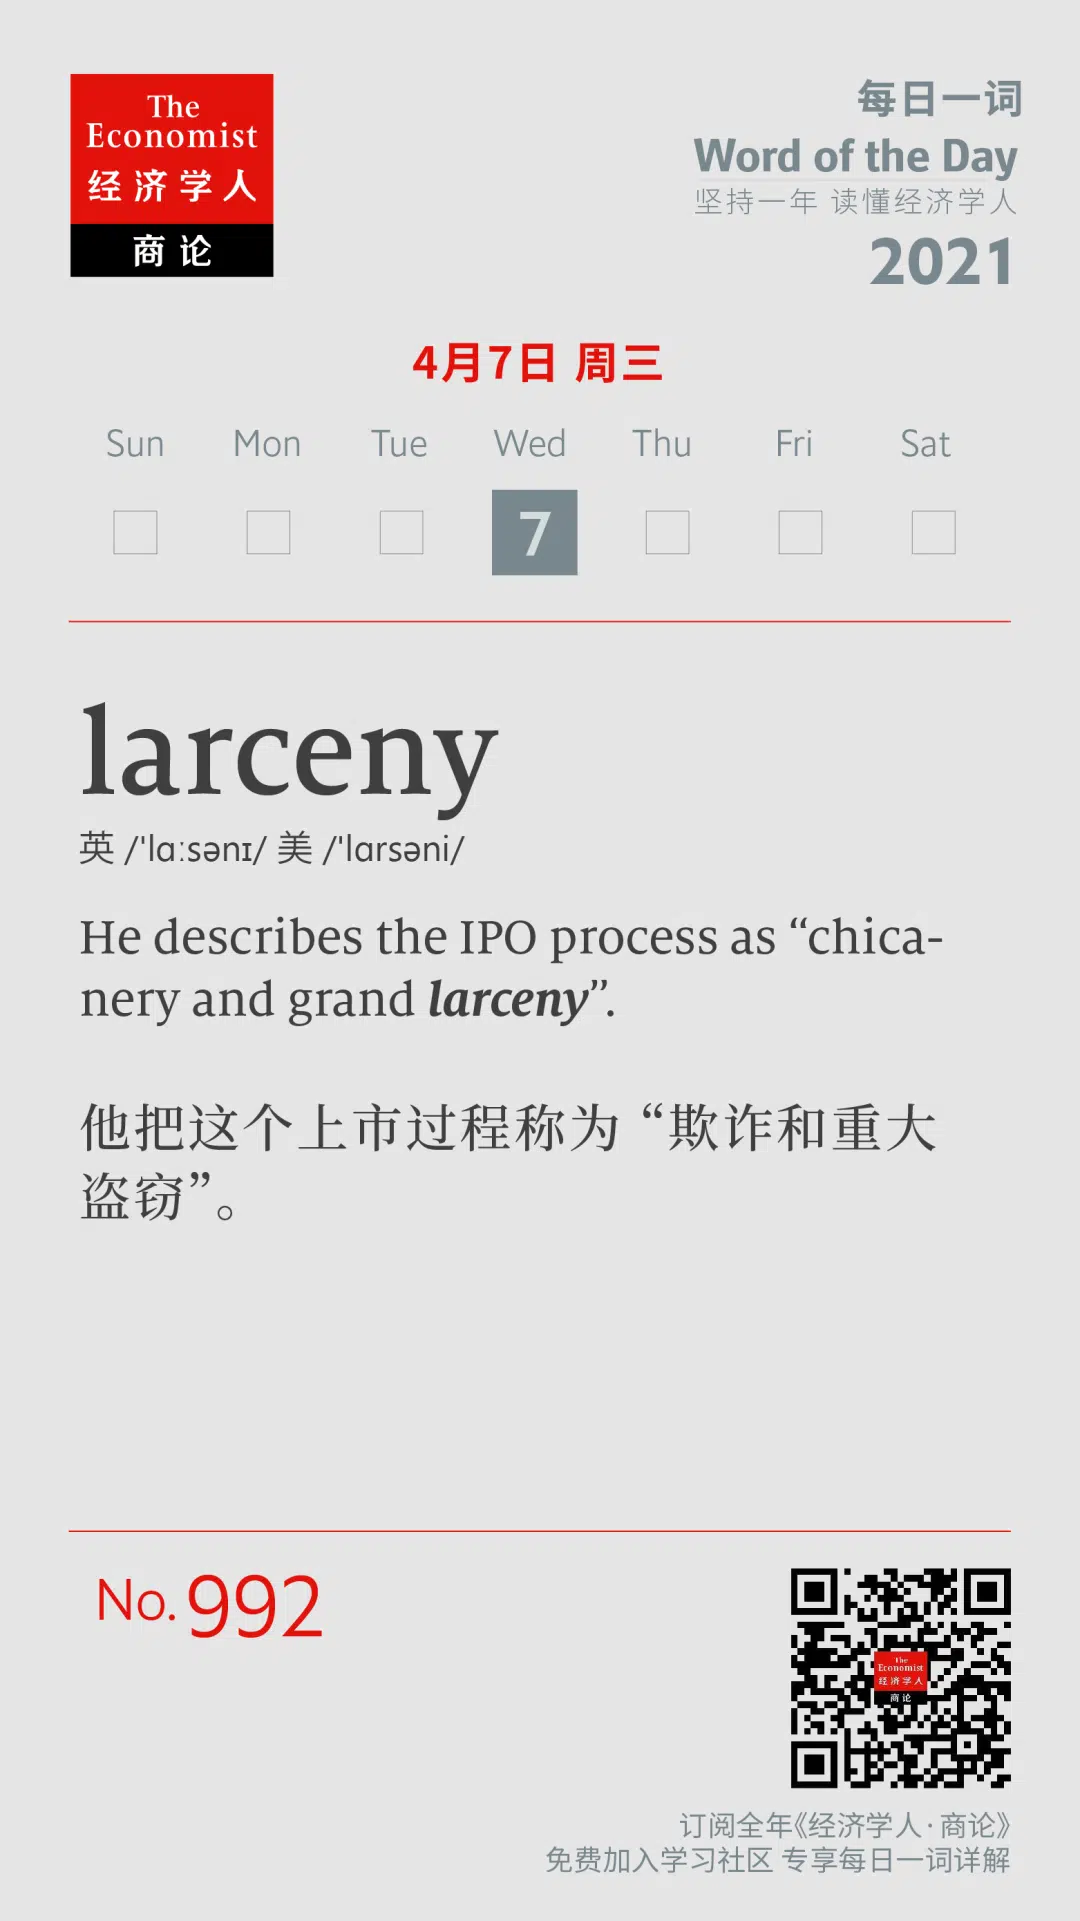 The
Economist
经济学人
商论
每日一词
Word of the Day
坚持一年 读懂经济学人
2021
4月7日 周三
Sun Mon Tue Wed Thu Fri Sat
7
larceny
英 /ˈlɑːsənɪ/ 美 /ˈlɑrsəni/
He describes the IPO process as “chica-
nery and grand larceny”.
他把这个上市过程称为 “欺诈和重大
盗窃”。
No.992
The
Economist
经济学人
商论
订阅全年《经济学人·商论》
免费加入学习社区 专享每日一词详解